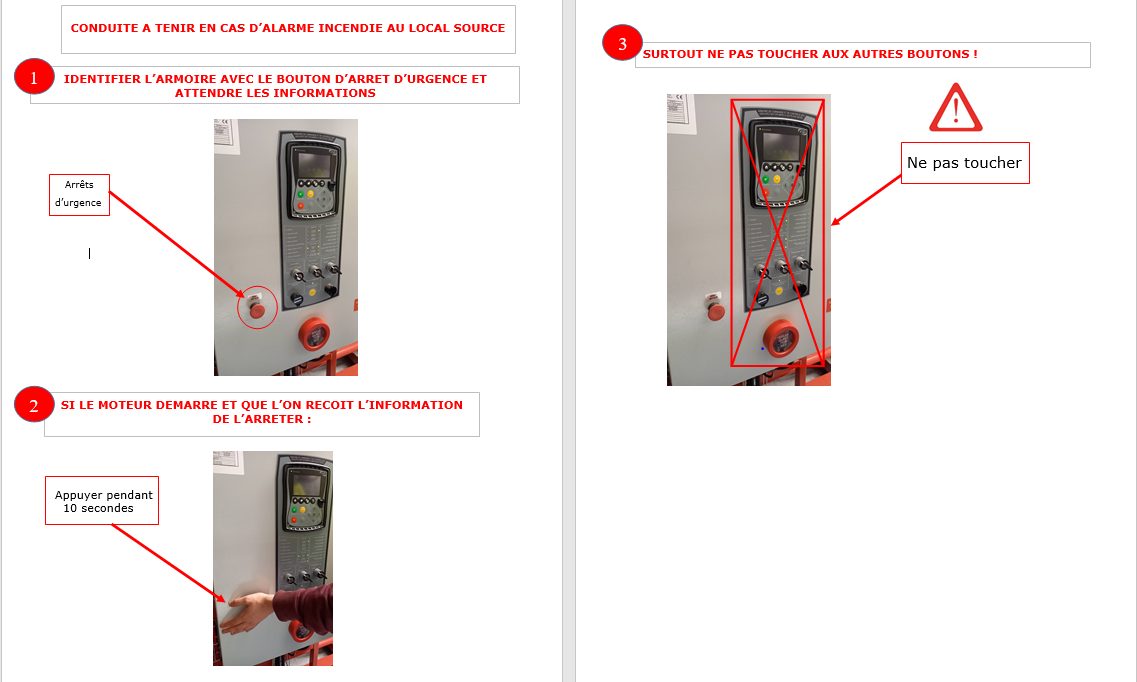 CONDUITE A TENIR EN CAS D’ALARME INCENDIE AU LOCAL SOURCE
1
IDENTIFIER L’ARMOIRE AVEC LE BOUTON D’ARRET D’URGENCE ET
ATTENDRE LES INFORMATIONS
Arrêts
d’urgence
2
SI LE MOTEUR DEMARRE ET QUE L’ON RECOIT L’INFORMATION
DE L’ARRETER :
Appuyer pendant
10 secondes
3
SURTOUT NE PAS TOUCHER AUX AUTRES BOUTONS !
Ne pas toucher